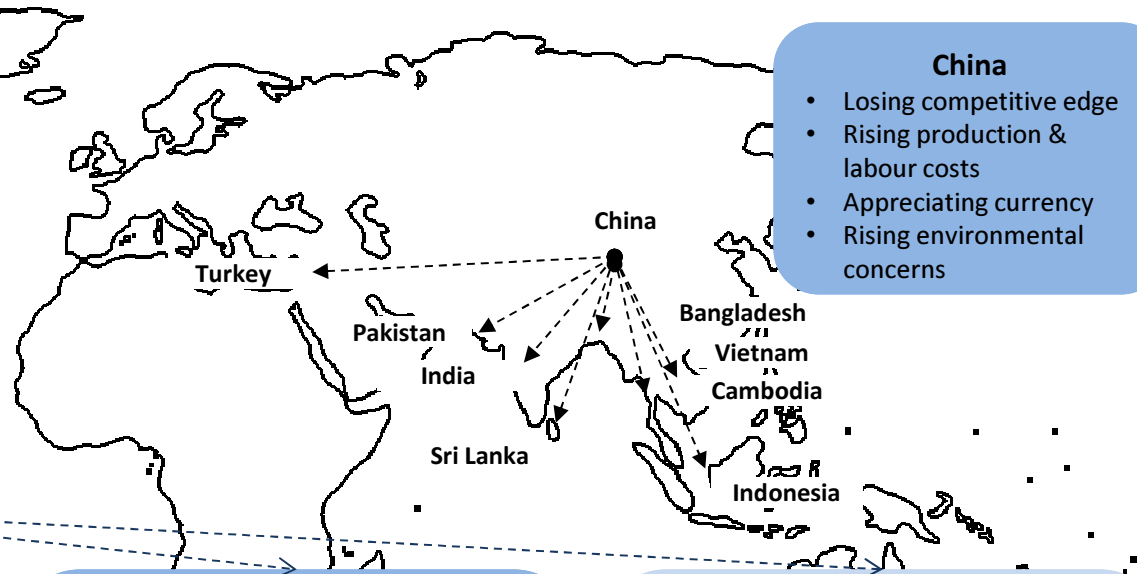 China
• Losing competitive edge
• Rising production &
labour costs
• Appreciating currency
• Rising environmental
concerns
China
Turkey
Bangladesh
Pakistan
Vietnam
India
Cambodia
Sri Lanka
Indonesia